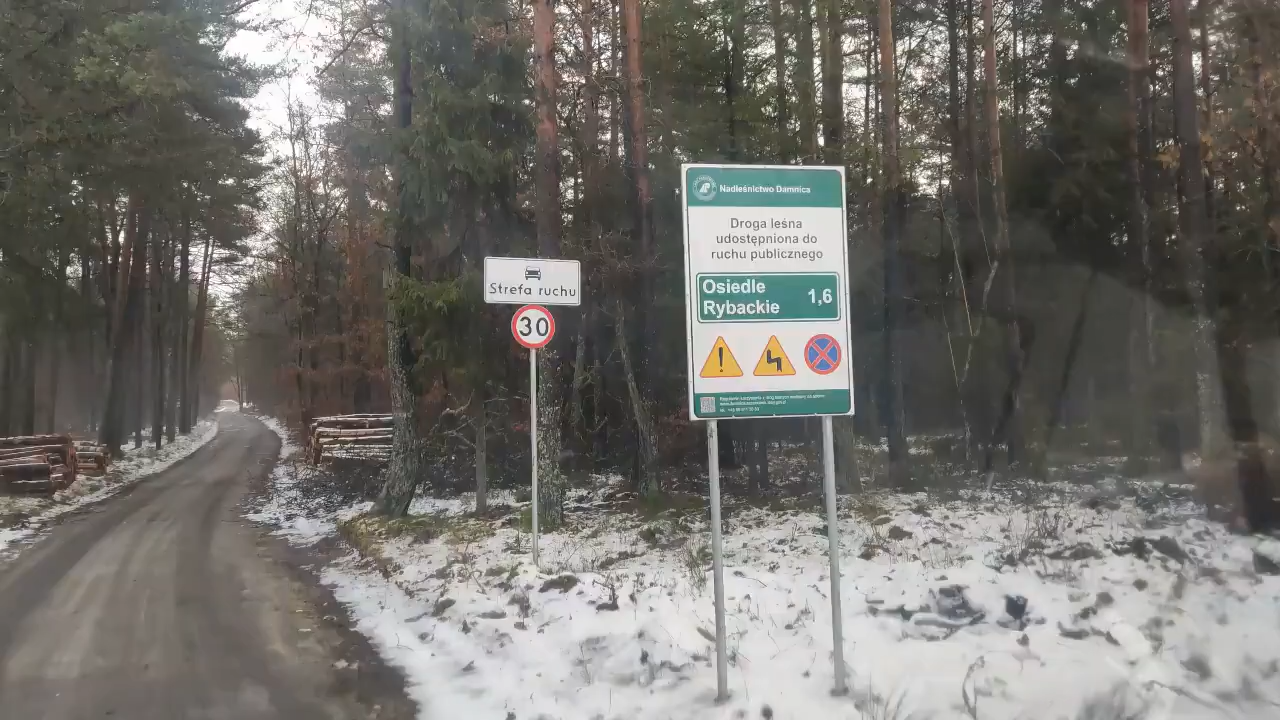 Strefa ruchu
30
Nadleśnictwo Damnica
Droga leśna
udostępniona do
ruchu publicznego
Osiedle
Rybackie
1,6